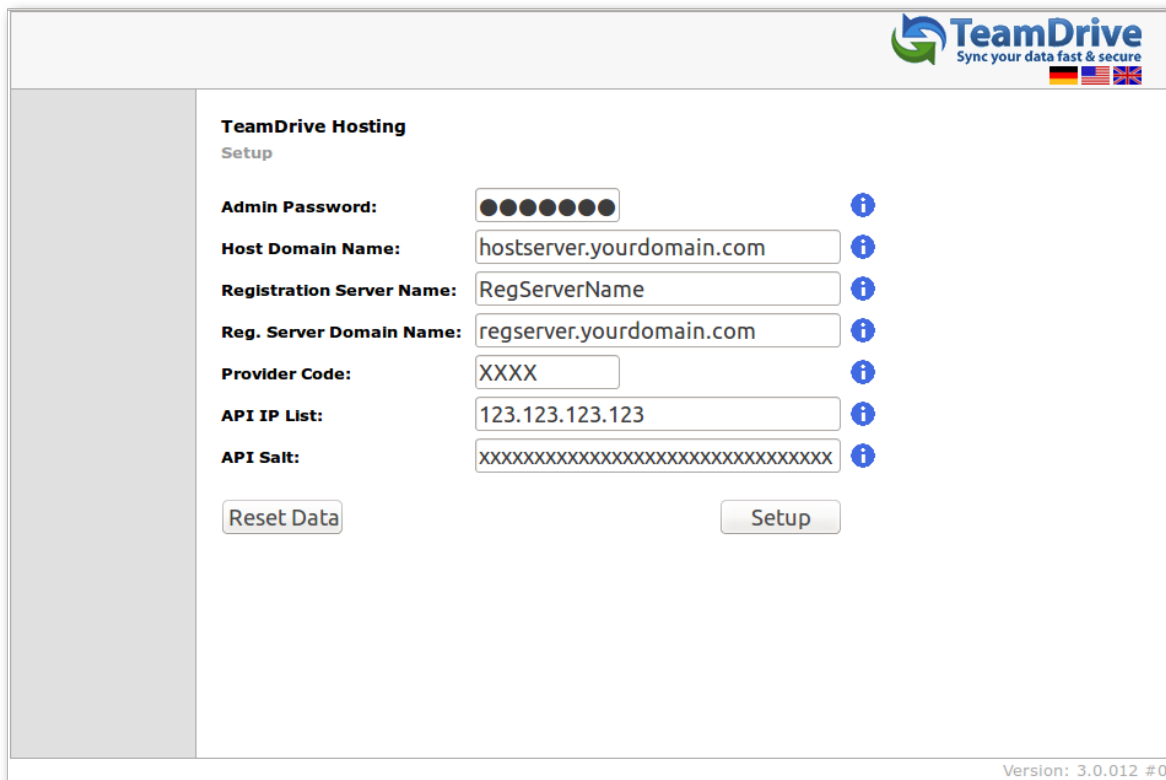 TeamDrive
Sync your data fast & secure
TeamDrive Hosting
Setup
Admin Password: ●●●●●●●
Host Domain Name: hostserver.yourdomain.com
Registration Server Name: RegServerName
Reg. Server Domain Name: regserver.yourdomain.com
Provider Code: XXXX
API IP List: 123.123.123.123
API Salt: xxxxxxxxxxxxxxxxxxxxxxxxxxxxxxxx
Reset Data Setup
Version: 3.0.012 #0